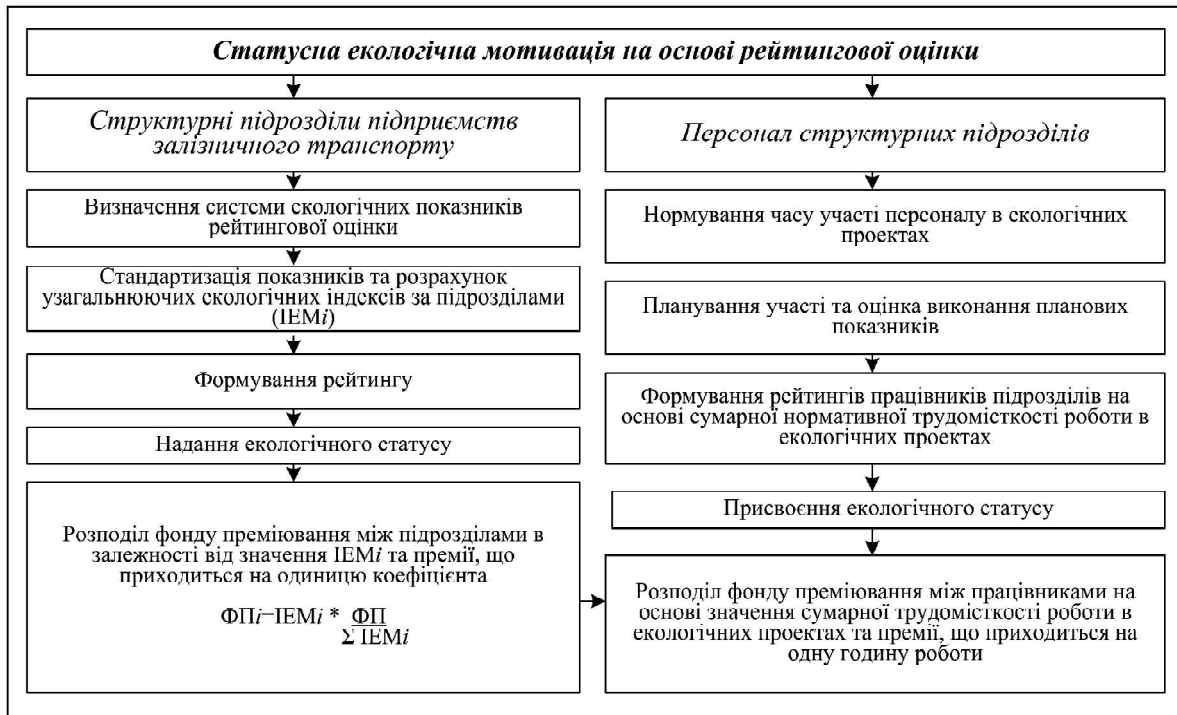 Статусна екологічна мотивація на основі рейтингової оцінки
Структурні підрозділи підприємств
залізничного транспорту
Визначення системи екологічних показників
рейтингової оцінки
Стандартизація показників та розрахунок
узагальнюючих екологічних індексів за підрозділами
(ІЕМi)
Формування рейтингу
Надання екологічного статусу
Розподіл фонду преміювання між підрозділами в
залежності від значення ІЕМi та премії, що
приходиться на одиницю коефіцієнта
ФПi=ІЕМi * ФП
Σ ІЕМi
Персонал структурних підрозділів
Нормування часу участі персоналу в екологічних
проектах
Планування участі та оцінка виконання планових
показників
Формування рейтингів працівників підрозділів на
основі сумарної нормативної трудомісткості роботи в
екологічних проектах
Присвоєння екологічного статусу
Розподіл фонду преміювання між працівниками на
основі значення сумарної трудомісткості роботи в
екологічних проектах та премії, що приходиться на
одну годину роботи